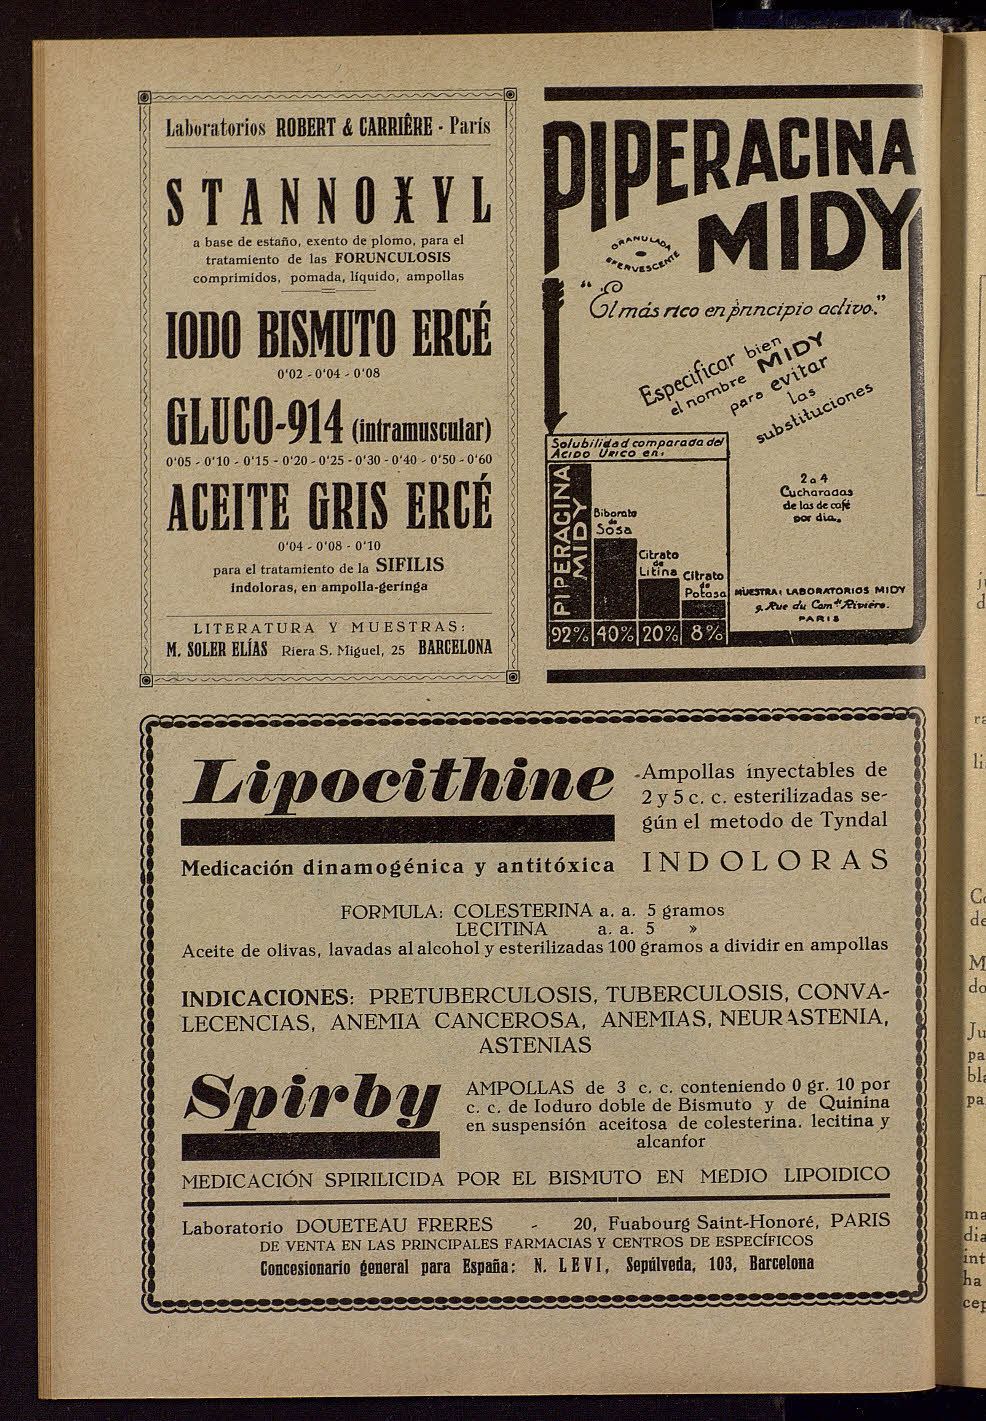 Laboratorios ROBERT & CARRIÊRE - París
STANNOXYL
a base de estaño, exento de plomo, para el
tratamiento de las FORUNCULOSIS
comprimidos, pomada, líquido, ampollas
IODO BISMUTO ERCÉ
0'02 - 0'04 - 0'08
GLUCO-914 (intramuscular)
0'05 - 0'10 - 0'15 - 0'20 - 0'25 - 0'30 - 0'40 - 0'50 - 0'60
ACEITE GRIS ERCÉ
0'04 - 0'08 - 0'10
para el tratamiento de la SIFILIS
indoloras, en ampolla-geringa
LITERATURA Y MUESTRAS:
M. SOLER ELÍAS Riera S. Miguel, 25 BARCELONA
PIPERACINA
MIDY
GRANULADA
EFERVESCENTE
"El más rico en principio activo."
Especificar bien
el nombre MIDY
para evitar
las
substituciones
Solubilidad comparada del
Acido Urico en:
PIPERACINA
MIDY
Biborato
de
Sosa
Citrato
de
Litina
Citrato
de
Potasa
92% 40% 20% 8%
2 a 4
Cucharadas
de las de café
por dia.
MUESTRA: LABORATORIOS MIDY
9, Rue du Com<sup>dt</sup> Rivière.
PARIS
Lipocithine
Ampollas inyectables de
2 y 5 c. c. esterilizadas se-
gún el metodo de Tyndal
Medicación dinamogénica y antitóxica
INDOLORAS
FORMULA: COLESTERINA a. a. 5 gramos
LECITINA a. a. 5 »
Aceite de olivas, lavadas al alcohol y esterilizadas 100 gramos a dividir en ampollas
INDICACIONES: PRETUBERCULOSIS, TUBERCULOSIS, CONVA-
LECENCIAS, ANEMIA CANCEROSA, ANEMIAS, NEURASTENIA,
ASTENIAS
Spirby
AMPOLLAS de 3 c. c. conteniendo 0 gr. 10 por
c. c. de Ioduro doble de Bismuto y de Quinina
en suspensión aceitosa de colesterina. lecitina y
alcanfor
MEDICACIÓN SPIRILICIDA POR EL BISMUTO EN MEDIO LIPOIDICO
Laboratorio DOUETEAU FRERES - 20, Fuabourg Saint-Honoré, PARIS
DE VENTA EN LAS PRINCIPALES FARMACIAS Y CENTROS DE ESPECÍFICOS
Concesionario general para España: N. LEVI, Sepúlveda, 103, Barcelona